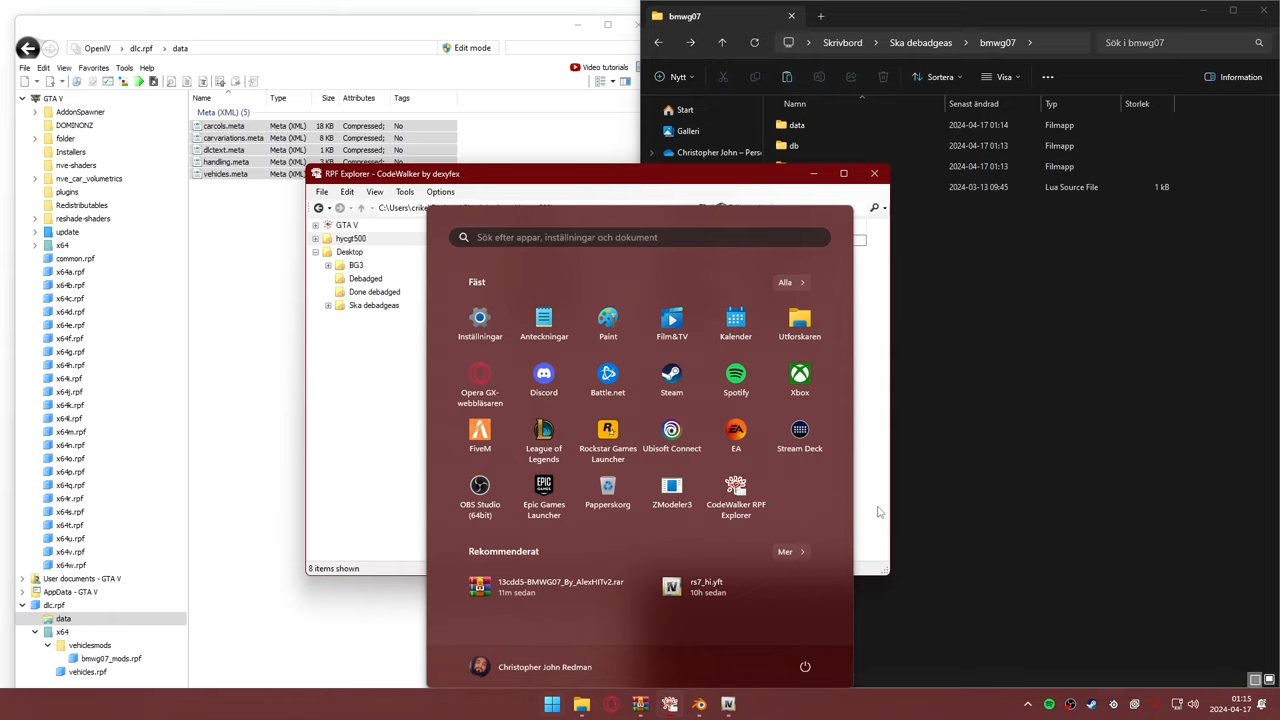 OpenIV
dlc.rpf
data
Edit mode
File
Edit
View
Favorites
Tools
Help
Video tutorials
GTA V
AddonSpawner
DOMINONZ
folder
Installers
nve-shaders
nve_car_volumetrics
plugins
Redistributables
reshade-shaders
update
x64
common.rpf
x64a.rpf
x64b.rpf
x64c.rpf
x64d.rpf
x64e.rpf
x64f.rpf
x64g.rpf
x64h.rpf
x64i.rpf
x64j.rpf
x64k.rpf
x64l.rpf
x64m.rpf
x64n.rpf
x64o.rpf
x64p.rpf
x64q.rpf
x64r.rpf
x64s.rpf
x64t.rpf
x64u.rpf
x64v.rpf
x64w.rpf
User documents - GTA V
AppData - GTA V
dlc.rpf
data
x64
vehiclesmods
bmwg07_mods.rpf
vehicles.rpf
Name
Type
Size
Attributes
Tags
Meta (XML) (5)
carcols.meta Meta (XML) 18 KB Compressed; No
carvariations.meta Meta (XML) 8 KB Compressed; No
dlctext.meta Meta (XML) 1 KB Compressed; No
handling.meta Meta (XML) 3 KB Compressed; No
vehicles.meta Meta (XML)
bmwg07
Skrivbord
Ska debadgeas
bmwg07
Sök i bmwg07
Nytt
Sortera
Visa
Information
Start
Galleri
Christopher John – Perse
Namn
Senast ändrad
Typ
Storlek
data 2024-04-17 01:14 Filmapp
db 2024-04-17 01:13 Filmapp
2024-04-17 01:13 Filmapp
2024-03-13 09:45 Lua Source File 1 kB
RPF Explorer - CodeWalker by dexyfex
File
Edit
View
Tools
Options
GTA V
hycgt500
Desktop
BG3
Debadged
Done debadged
Ska debadgeas
8 items shown
Sök efter appar, inställningar och dokument
Fäst
Alla
Inställningar
Anteckningar
Paint
Film&TV
Kalender
Utforskaren
Opera GX-
webbläsaren
Discord
Battle.net
Steam
Spotify
Xbox
FiveM
League of
Legends
Rockstar Games
Launcher
Ubisoft Connect
EA
Stream Deck
OBS Studio
(64bit)
Epic Games
Launcher
Papperskorg
ZModeler3
CodeWalker RPF
Explorer
Rekommenderat
Mer
13cdd5-BMWG07_By_AlexHITv2.rar
11m sedan
rs7_hi.yft
10h sedan
Christopher John Redman
01:15
2024-04-17